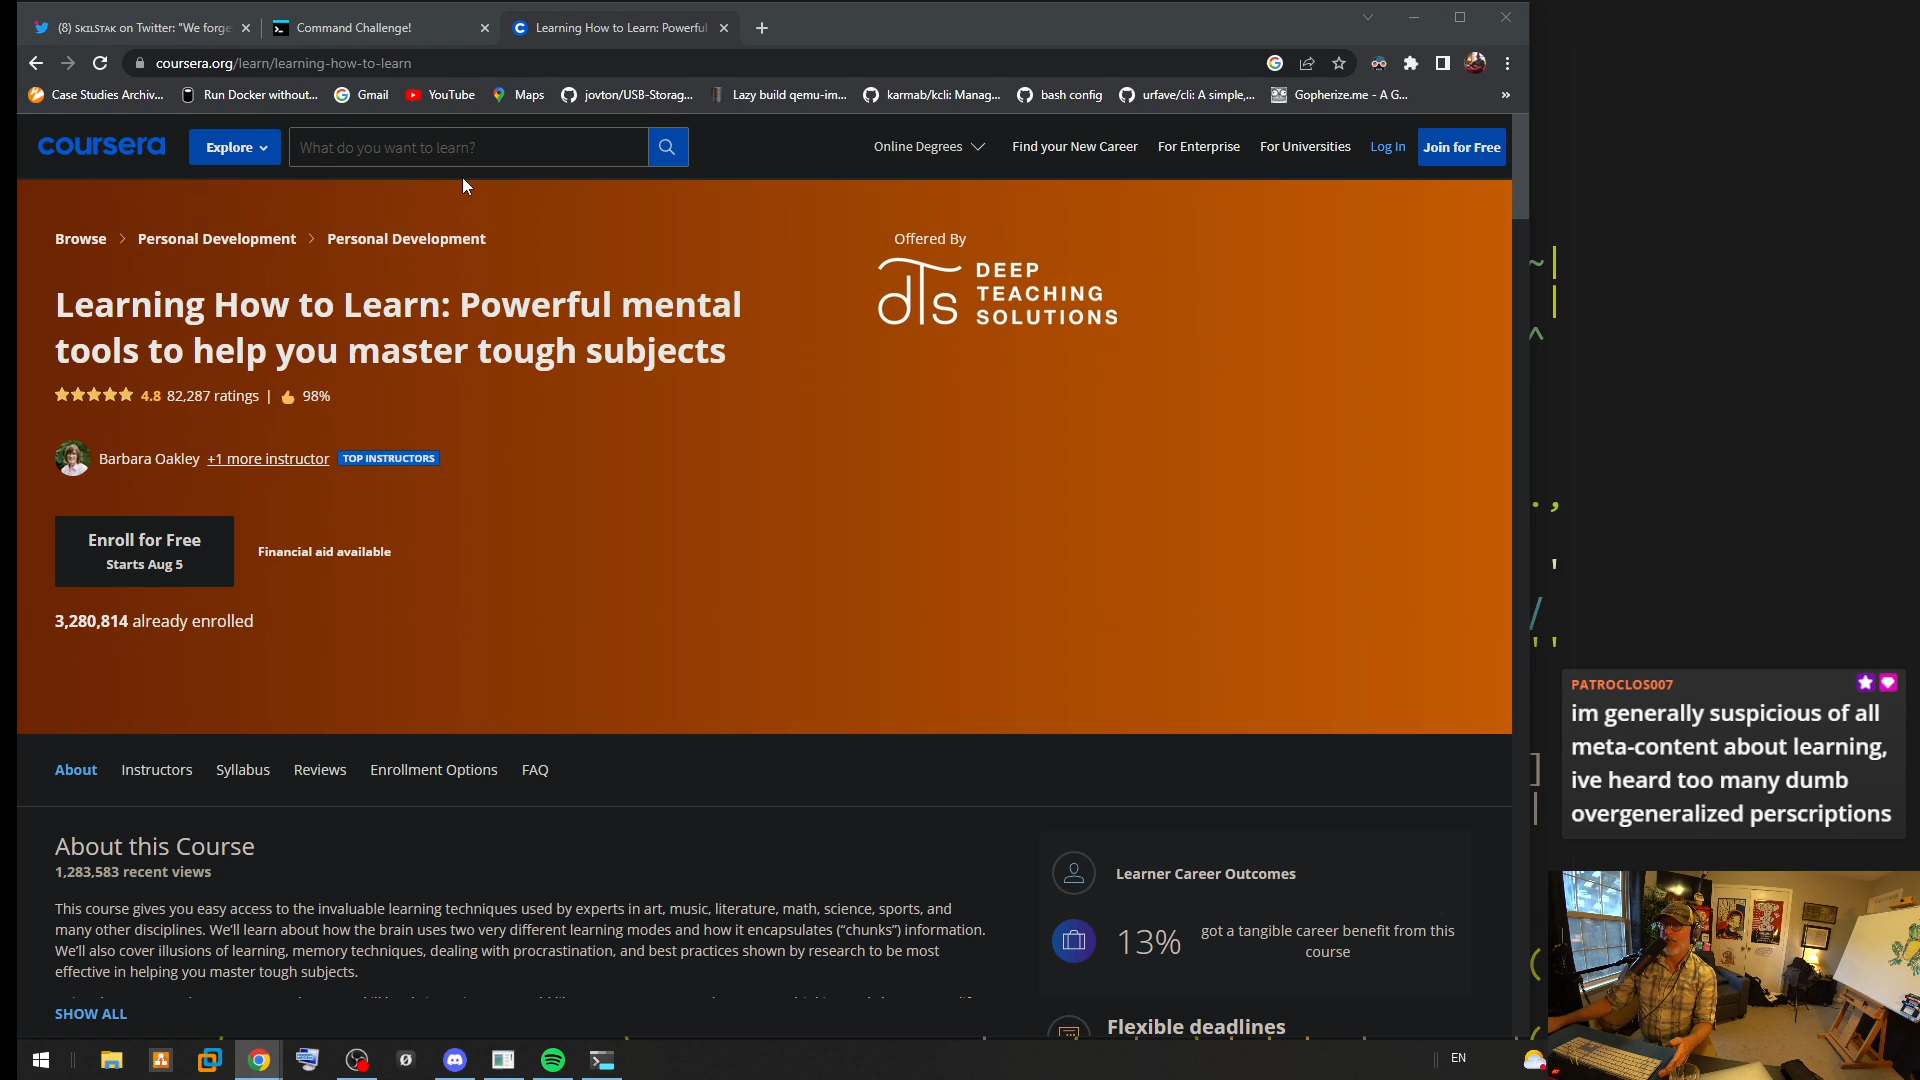 (8) SKILSTAK on Twitter: "We forge
Command Challenge!
Learning How to Learn: Powerful
coursera.org/learn/learning-how-to-learn
Case Studies Archiv...
Run Docker without...
Gmail
YouTube
Maps
jovton/USB-Storag...
Lazy build qemu-im...
karmab/kcli: Manag...
bash config
urfave/cli: A simple,...
Gopherize.me - A G...
»
coursera
Explore
What do you want to learn?
Online Degrees
Find your New Career
For Enterprise
For Universities
Log In
Join for Free
Browse > Personal Development > Personal Development
Offered By
dts
DEEP
TEACHING
SOLUTIONS
Learning How to Learn: Powerful mental
tools to help you master tough subjects
4.8 82,287 ratings | 98%
Barbara Oakley +1 more instructor TOP INSTRUCTORS
Enroll for Free
Starts Aug 5
Financial aid available
3,280,814 already enrolled
PATROCLOS007
im generally suspicious of all
meta-content about learning,
ive heard too many dumb
overgeneralized perscriptions
About
Instructors
Syllabus
Reviews
Enrollment Options
FAQ
About this Course
1,283,583 recent views
This course gives you easy access to the invaluable learning techniques used by experts in art, music, literature, math, science, sports, and
many other disciplines. We'll learn about how the brain uses two very different learning modes and how it encapsulates ("chunks") information.
We'll also cover illusions of learning, memory techniques, dealing with procrastination, and best practices shown by research to be most
effective in helping you master tough subjects.
SHOW ALL
Learner Career Outcomes
13%
got a tangible career benefit from this
course
Flexible deadlines
EN